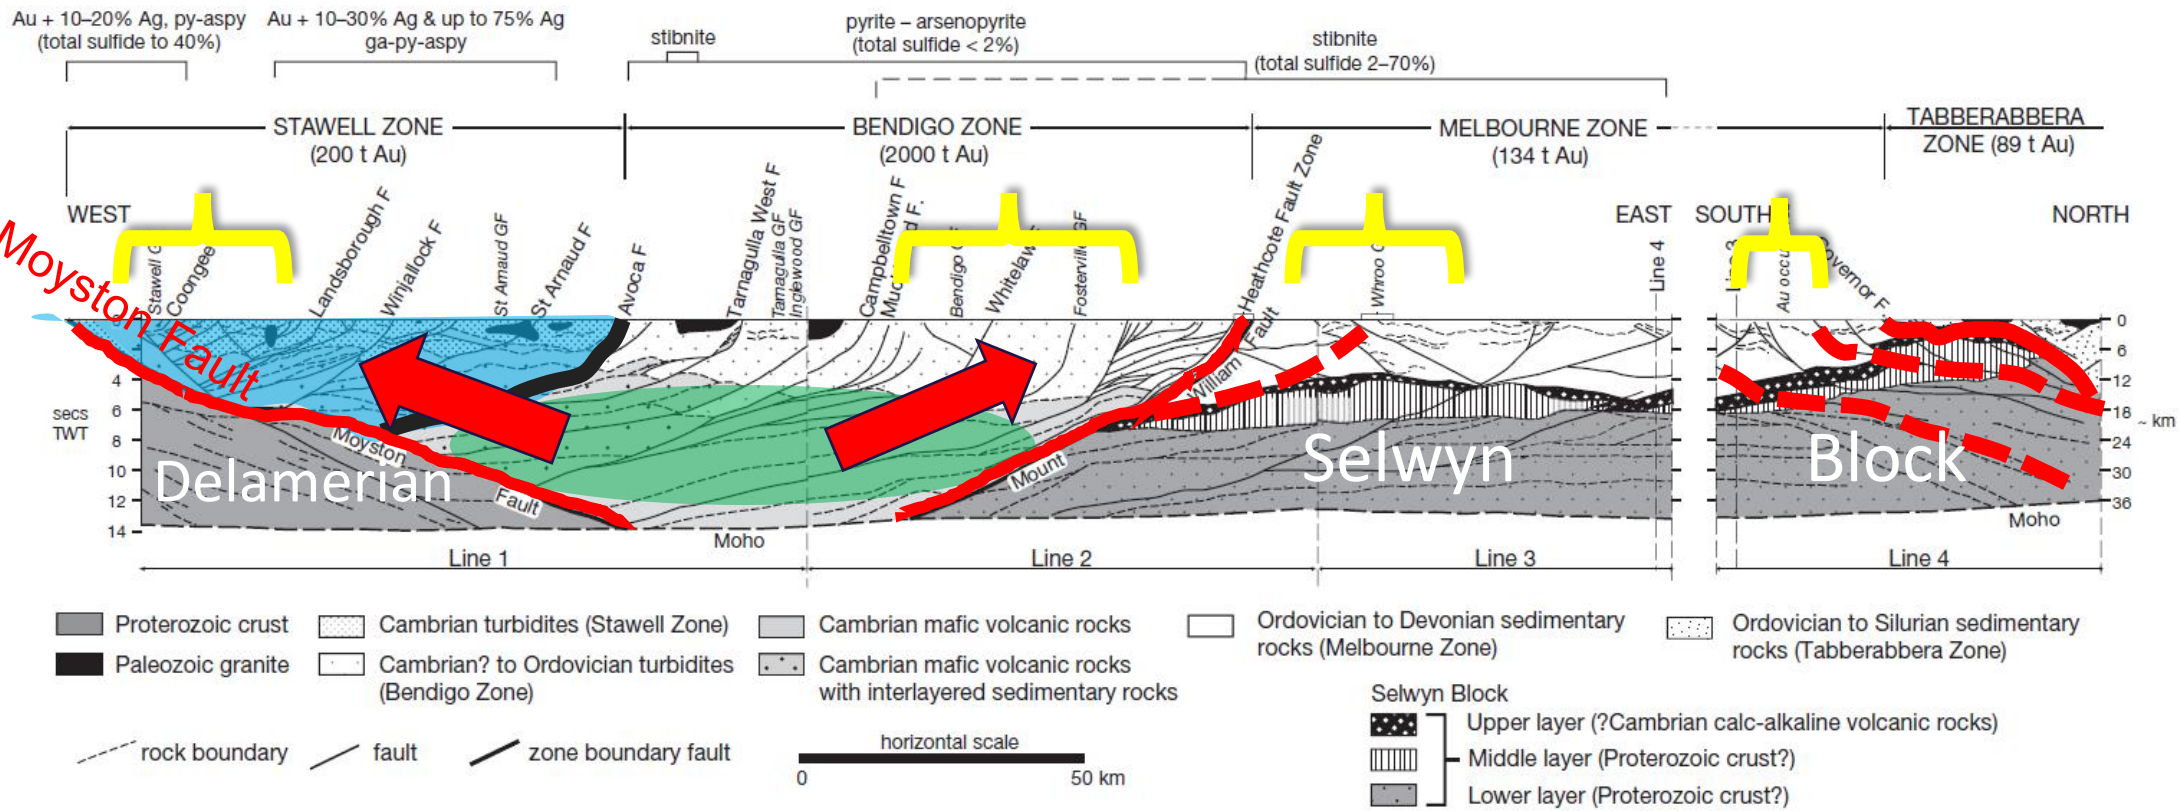 Au + 10–20% Ag, py-aspy
(total sulfide to 40%)
Au + 10–30% Ag & up to 75% Ag
ga-py-aspy
stibnite
pyrite – arsenopyrite
(total sulfide < 2%)
stibnite
(total sulfide 2–70%)
STAWELL ZONE
(200 t Au)
BENDIGO ZONE
(2000 t Au)
MELBOURNE ZONE
(134 t Au)
TABBERABBERA
ZONE (89 t Au)
WEST
EAST
SOUTH
NORTH
Stawell G
Coongee
Landsborough F
Winjallock F
St Arnaud GF
St Arnaud F
Avoca F
Tarnagulla West F
Tarnagulla GF
Inglewood GF
Campbelltown F
F.
Bendigo
Whitelaw
Fosterville GF
Heathcote Fault Zone
Whroo
Line 4
Au occu
Governor F
Moyston Fault
0
4
6
8
10
12
14
secs
TWT
0
6
12
18
~ km
24
30
36
Moyston
Fault
Mount
William Fault
Delamerian
Selwyn
Block
Moho
Moho
Line 1
Line 2
Line 3
Line 4
Proterozoic crust
Paleozoic granite
Cambrian turbidites (Stawell Zone)
Cambrian? to Ordovician turbidites
(Bendigo Zone)
Cambrian mafic volcanic rocks
Cambrian mafic volcanic rocks
with interlayered sedimentary rocks
Ordovician to Devonian sedimentary
rocks (Melbourne Zone)
Ordovician to Silurian sedimentary
rocks (Tabberabbera Zone)
Selwyn Block
Upper layer (?Cambrian calc-alkaline volcanic rocks)
Middle layer (Proterozoic crust?)
Lower layer (Proterozoic crust?)
rock boundary
fault
zone boundary fault
horizontal scale
0
50 km